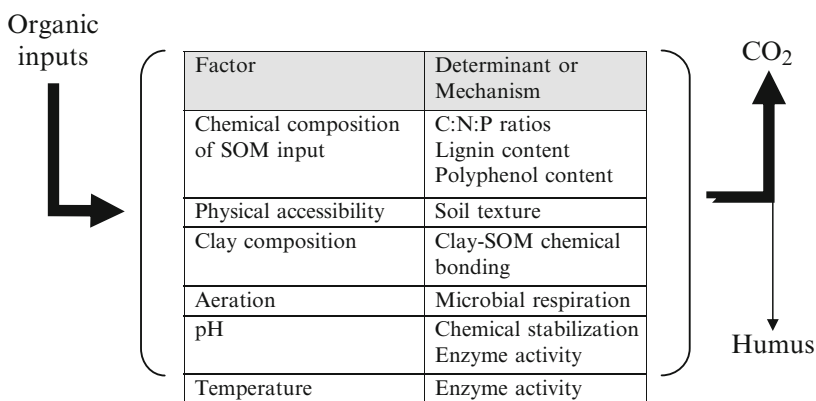 Organic
inputs
Factor
Determinant or
Mechanism
Chemical composition
of SOM input
C:N:P ratios
Lignin content
Polyphenol content
Physical accessibility
Soil texture
Clay composition
Clay-SOM chemical
bonding
Aeration
Microbial respiration
pH
Chemical stabilization
Enzyme activity
Temperature
Enzyme activity
CO₂
Humus